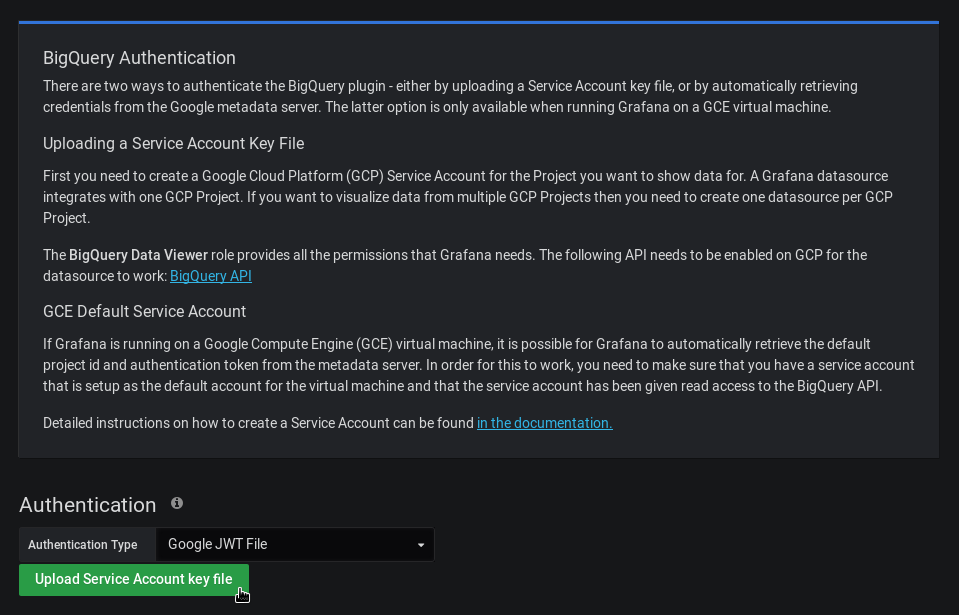 BigQuery Authentication
There are two ways to authenticate the BigQuery plugin - either by uploading a Service Account key file, or by automatically retrieving
credentials from the Google metadata server. The latter option is only available when running Grafana on a GCE virtual machine.
Uploading a Service Account Key File
First you need to create a Google Cloud Platform (GCP) Service Account for the Project you want to show data for. A Grafana datasource
integrates with one GCP Project. If you want to visualize data from multiple GCP Projects then you need to create one datasource per GCP
Project.
The BigQuery Data Viewer role provides all the permissions that Grafana needs. The following API needs to be enabled on GCP for the
datasource to work: BigQuery API
GCE Default Service Account
If Grafana is running on a Google Compute Engine (GCE) virtual machine, it is possible for Grafana to automatically retrieve the default
project id and authentication token from the metadata server. In order for this to work, you need to make sure that you have a service account
that is setup as the default account for the virtual machine and that the service account has been given read access to the BigQuery API.
Detailed instructions on how to create a Service Account can be found in the documentation.
Authentication
Authentication Type Google JWT File
Upload Service Account key file